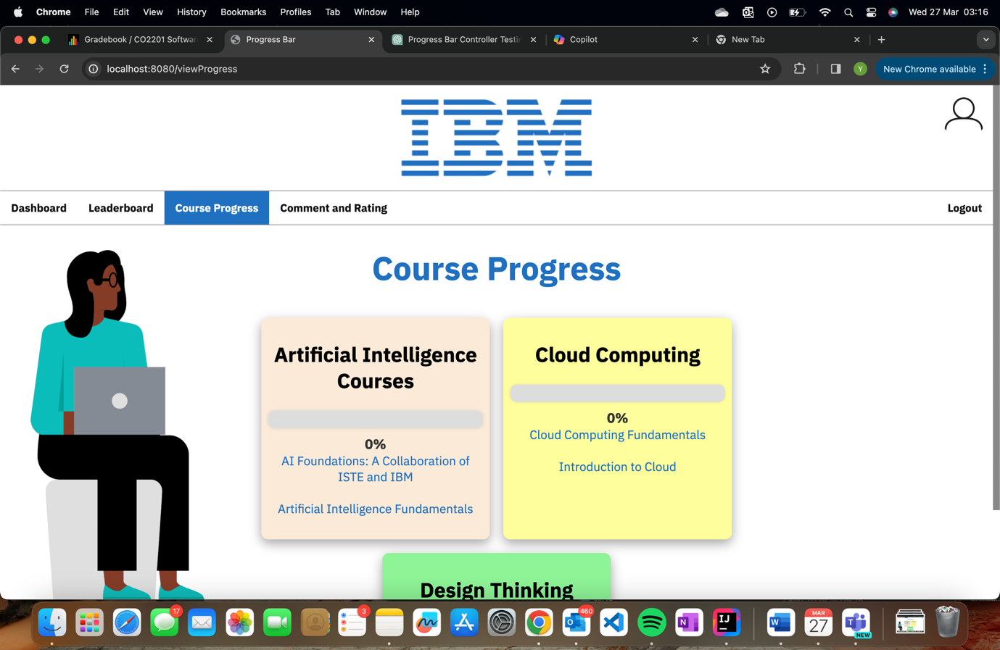 Chrome File Edit View History Bookmarks Profiles Tab Window Help Wed 27 Mar 03:16
Gradebook / CO2201 Softwar Progress Bar Progress Bar Controller Testin Copilot New Tab
localhost:8080/viewProgress Y New Chrome available
IBM
Dashboard Leaderboard Course Progress Comment and Rating Logout
Course Progress
Artificial Intelligence
Courses
0%
AI Foundations: A Collaboration of
ISTE and IBM
Artificial Intelligence Fundamentals
Cloud Computing
0%
Cloud Computing Fundamentals
Introduction to Cloud
Design Thinking
17 3 460 MAR
27
IJ
W
N
O
T
NEW